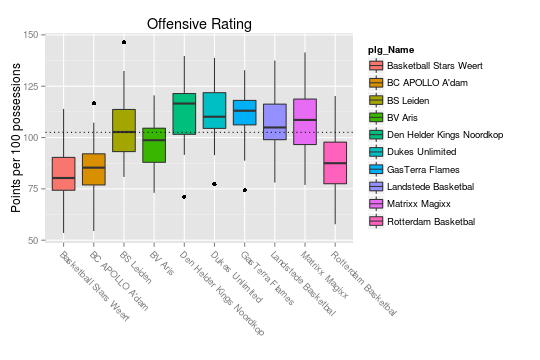 Offensive Rating
Points per 100 possessions
150
125
100
75
50
Basketball Stars Weert
BC APOLLO A'dam
BS Leiden
BV Aris
Den Helder Kings Noordkop
Dukes Unlimited
GasTerra Flames
Landstede Basketbal
Matrixx Magixx
Rotterdam Basketbal
plg_Name
Basketball Stars Weert
BC APOLLO A'dam
BS Leiden
BV Aris
Den Helder Kings Noordkop
Dukes Unlimited
GasTerra Flames
Landstede Basketbal
Matrixx Magixx
Rotterdam Basketbal